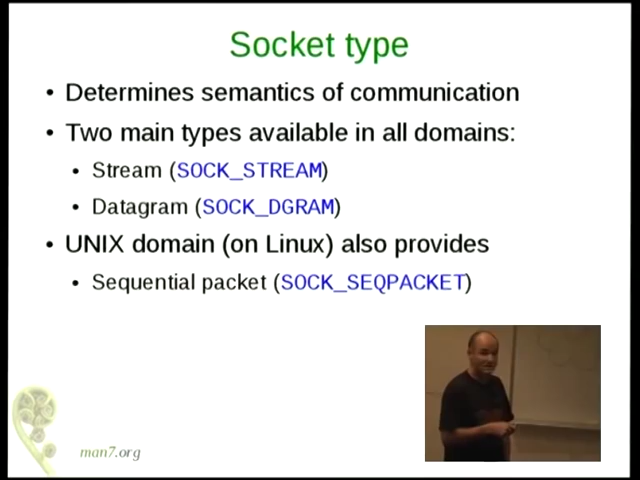 Socket type
• Determines semantics of communication
• Two main types available in all domains:
• Stream (SOCK_STREAM)
• Datagram (SOCK_DGRAM)
• UNIX domain (on Linux) also provides
• Sequential packet (SOCK_SEQPACKET)
man7.org